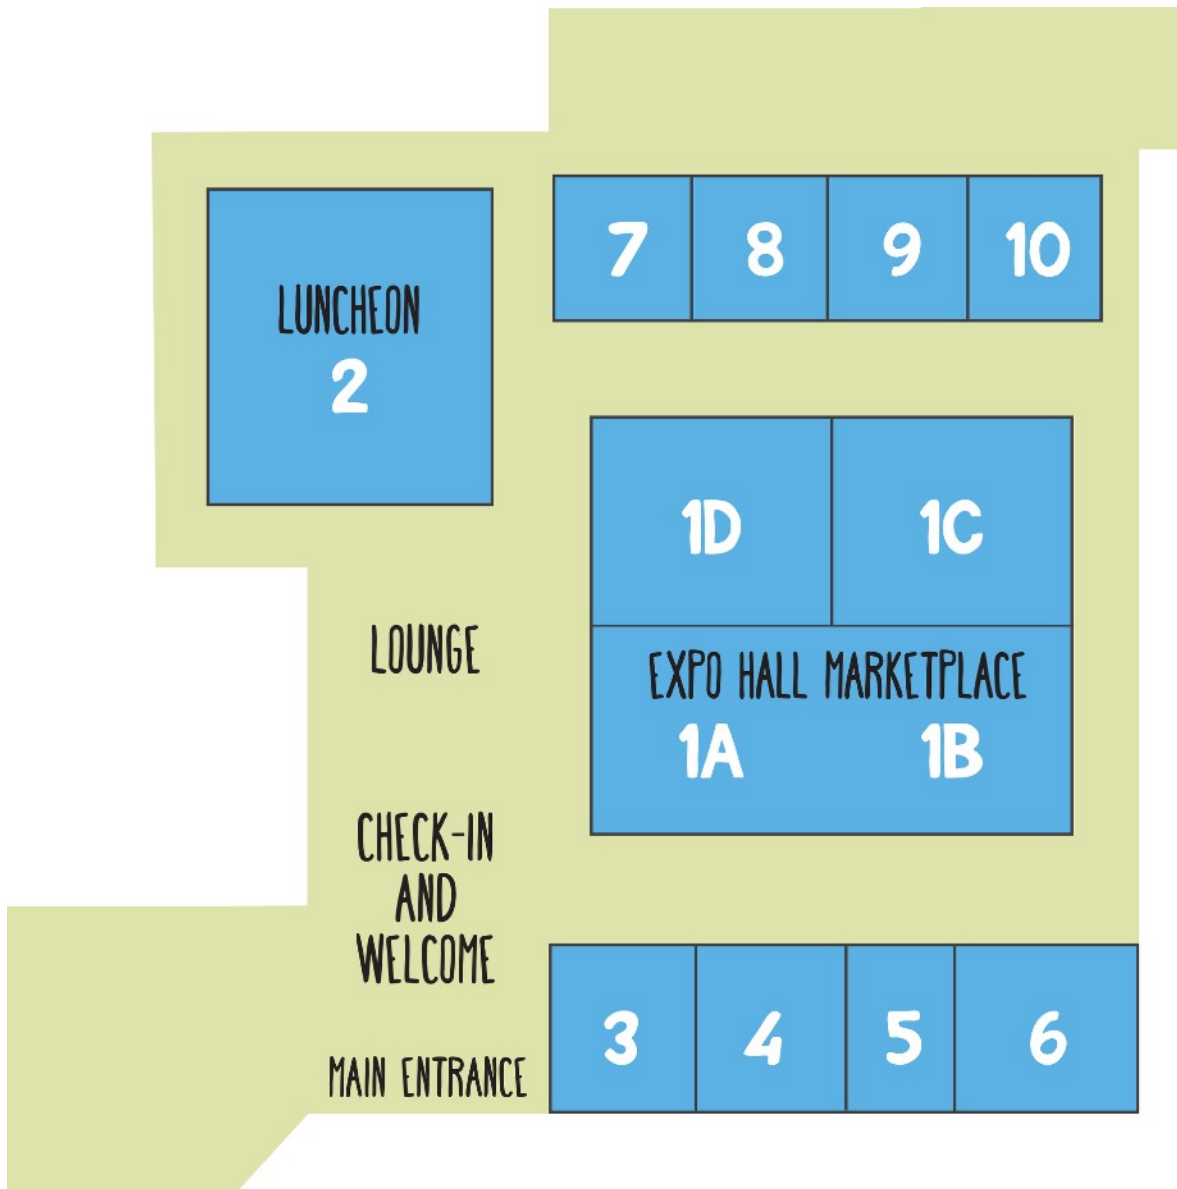 7 8 9 10
LUNCHEON
2
1D 1C
LOUNGE
EXPO HALL MARKETPLACE
1A 1B
CHECK-IN
AND
WELCOME
3 4 5 6
MAIN ENTRANCE